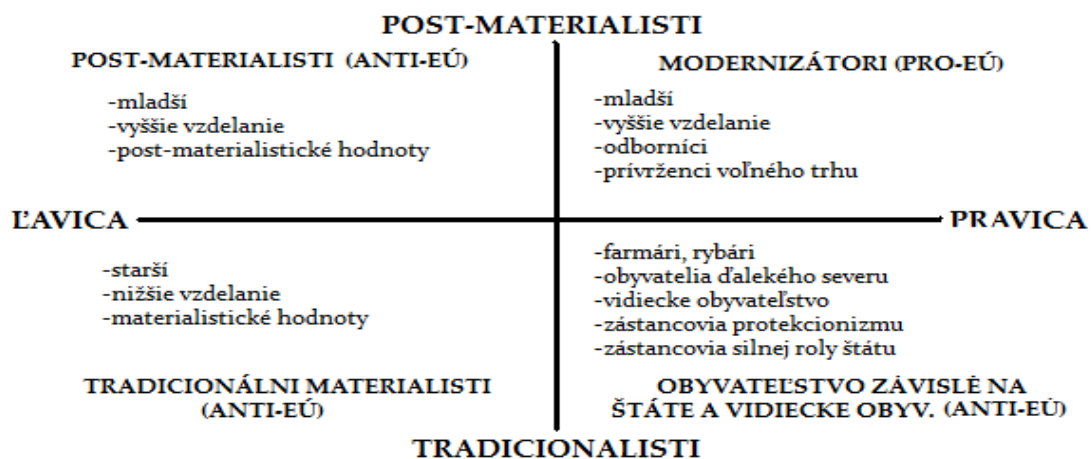 POST-MATERIALISTI
POST-MATERIALISTI (ANTI-EÚ)
-mladší
-vyššie vzdelanie
-post-materialistické hodnoty
MODERNIZÁTORI (PRO-EÚ)
-mladší
-vyššie vzdelanie
-odborníci
-prívrženci voľného trhu
ĽAVICA
PRAVICA
-starší
-nižšie vzdelanie
-materialistické hodnoty
TRADICIONÁLNI MATERIALISTI
(ANTI-EÚ)
-farmári, rybári
-obyvatelia ďalekého severu
-vidiecke obyvateľstvo
-zástancovia protekcionizmu
-zástancovia silnej roly štátu
OBYVATEĽSTVO ZÁVISLÉ NA
ŠTÁTE A VIDIECKE OBYV. (ANTI-EÚ)
TRADICIONALISTI